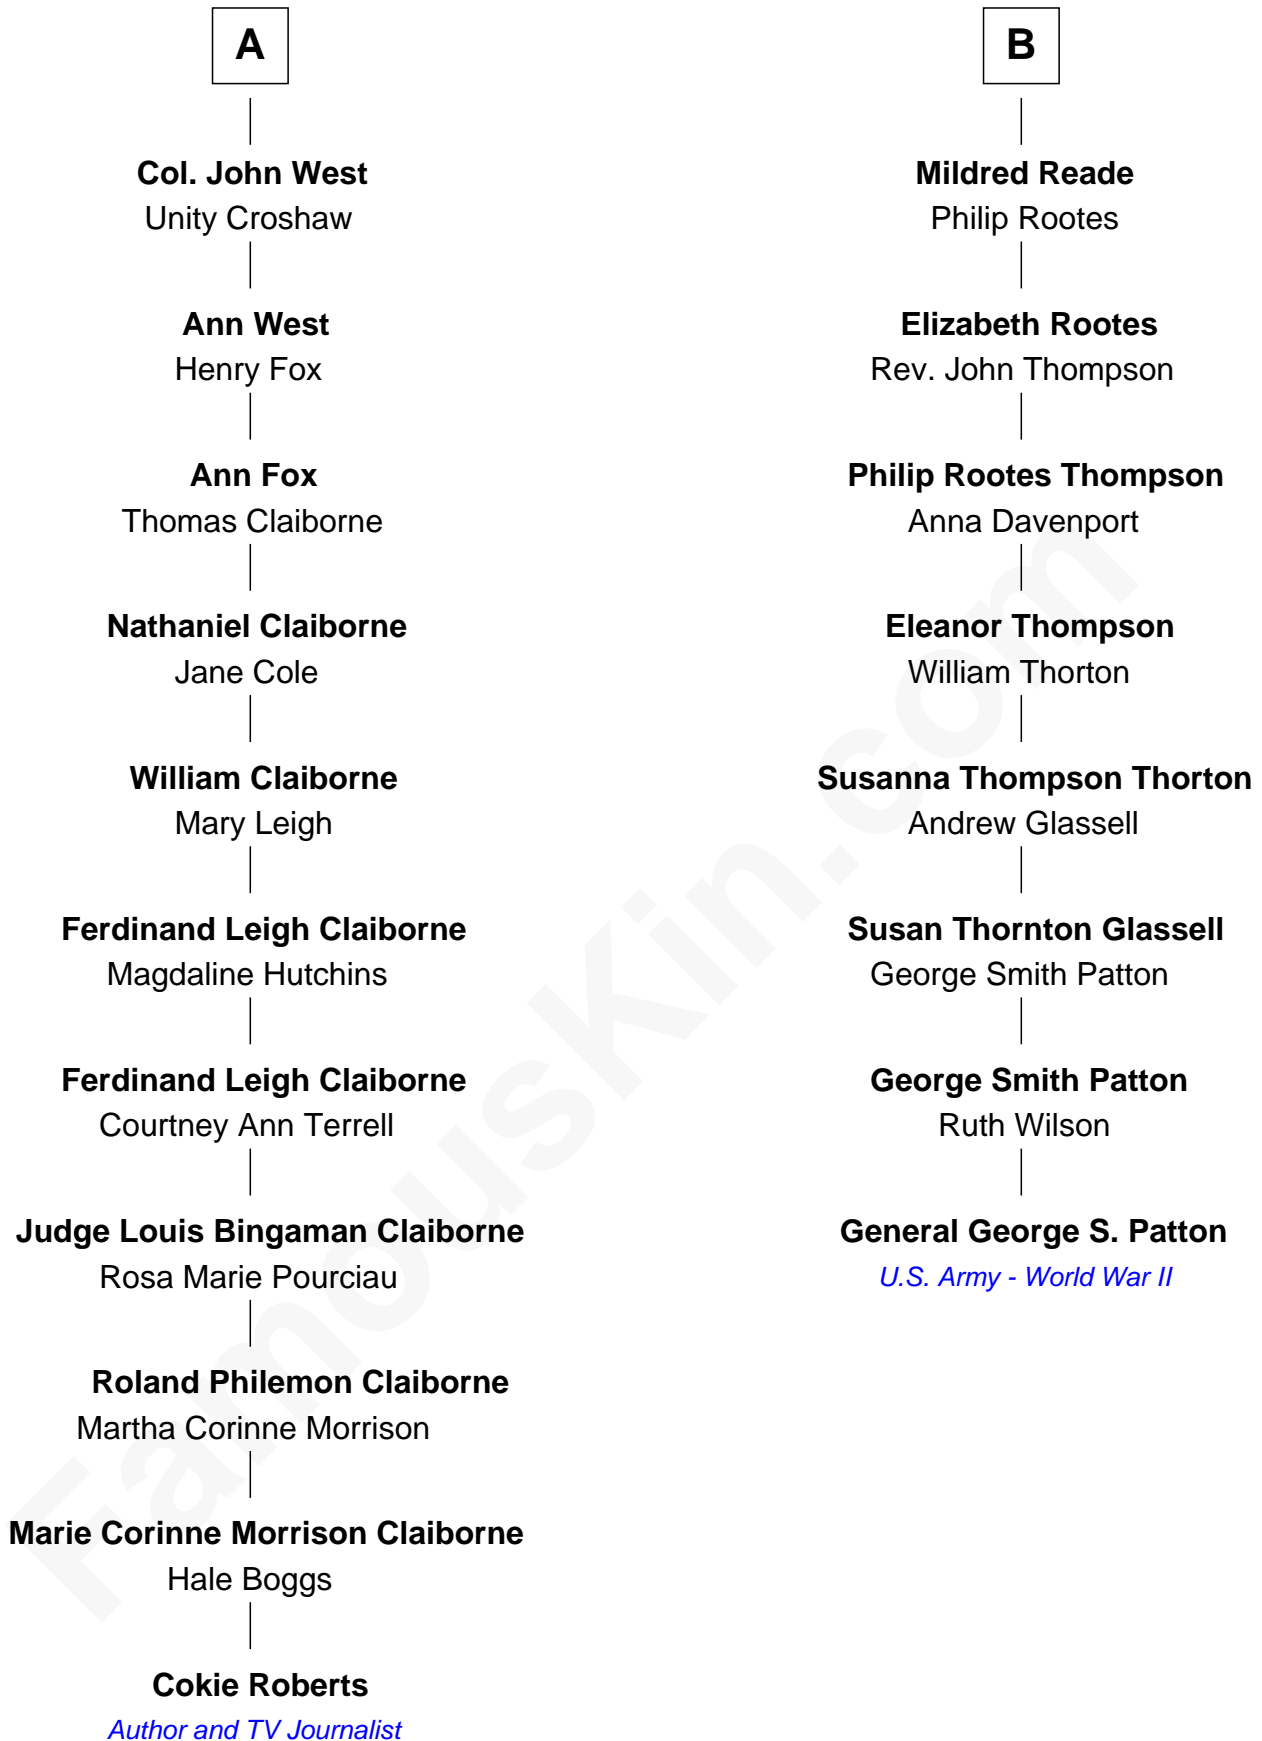 A
Col. John West
Unity Croshaw
Ann West
Henry Fox
Ann Fox
Thomas Claiborne
Nathaniel Claiborne
Jane Cole
William Claiborne
Mary Leigh
Ferdinand Leigh Claiborne
Magdaline Hutchins
Ferdinand Leigh Claiborne
Courtney Ann Terrell
Judge Louis Bingaman Claiborne
Rosa Marie Pourciau
Roland Philemon Claiborne
Martha Corinne Morrison
Marie Corinne Morrison Claiborne
Hale Boggs
Cokie Roberts
Author and TV Journalist
B
Mildred Reade
Philip Rootes
Elizabeth Rootes
Rev. John Thompson
Philip Rootes Thompson
Anna Davenport
Eleanor Thompson
William Thorton
Susanna Thompson Thorton
Andrew Glassell
Susan Thornton Glassell
George Smith Patton
George Smith Patton
Ruth Wilson
General George S. Patton
U.S. Army - World War II
FamousKin.com